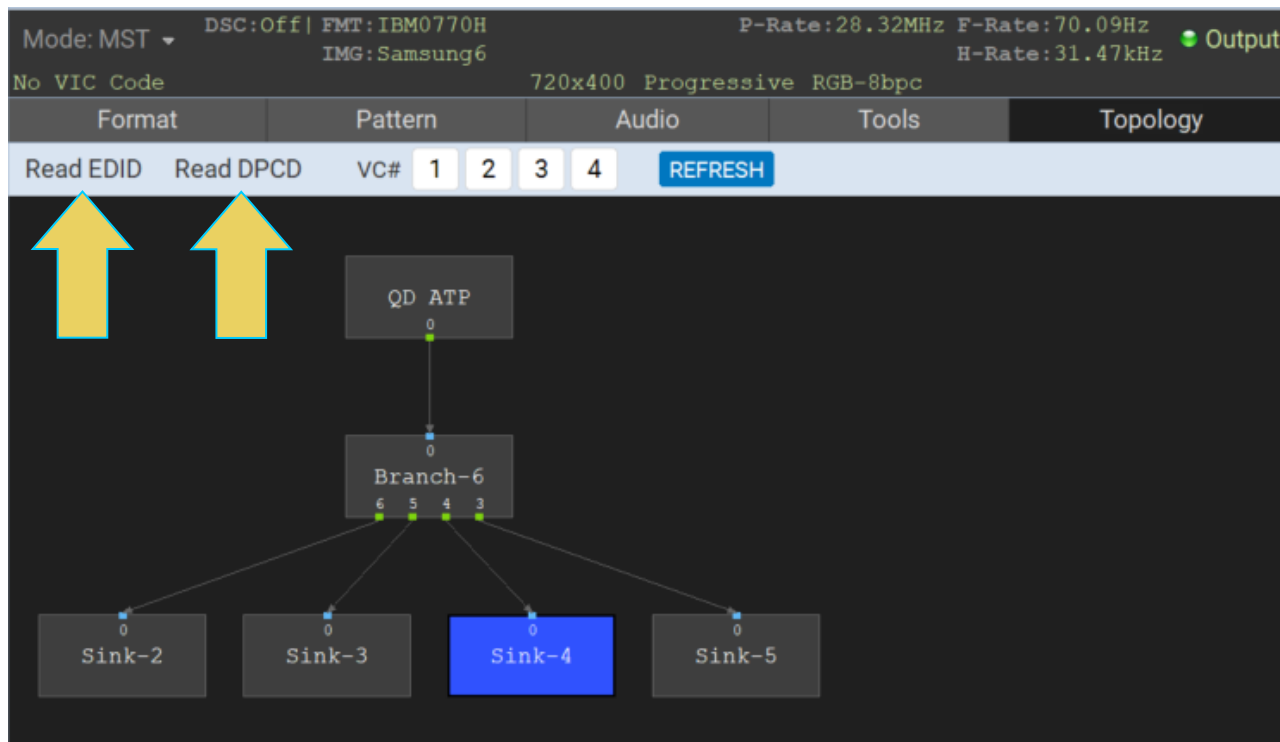 Mode: MST DSC:Off| FMT:IBM0770H P-Rate:28.32MHz F-Rate:70.09Hz Output
IMG:Samsung6 H-Rate:31.47kHz
No VIC Code 720x400 Progressive RGB-8bpc
Format Pattern Audio Tools Topology
Read EDID Read DPCD VC# 1 2 3 4 REFRESH
QD ATP
0
0
Branch-6
6 5 4 3
0 0 0 0
Sink-2 Sink-3 Sink-4 Sink-5